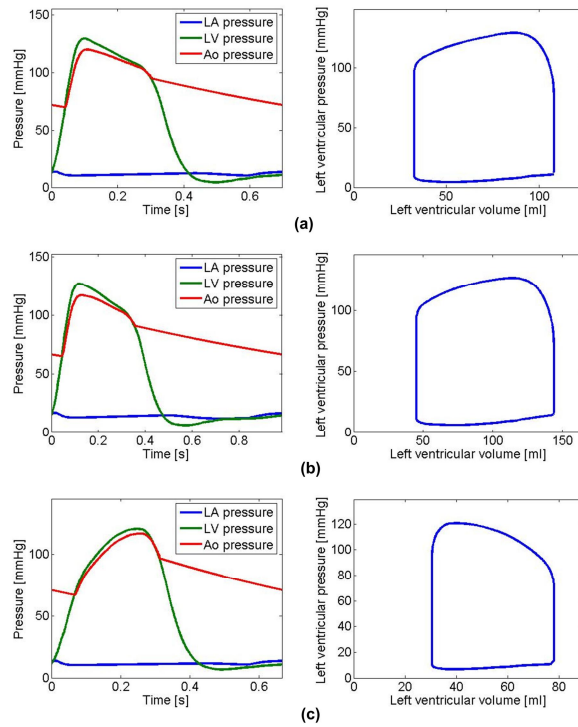 150
100
50
0
Pressure [mmHg]
LA pressure
LV pressure
Ao pressure
0 0.2 0.4 0.6
Time [s]
150
100
50
0
Left ventricular pressure [mmHg]
0 50 100
Left ventricular volume [ml]
(a)
150
100
50
0
Pressure [mmHg]
LA pressure
LV pressure
Ao pressure
0 0.2 0.4 0.6 0.8
Time [s]
100
50
0
Left ventricular pressure [mmHg]
0 50 100 150
Left ventricular volume [ml]
(b)
100
50
0
Pressure [mmHg]
LA pressure
LV pressure
Ao pressure
0 0.2 0.4 0.6
Time [s]
120
100
80
60
40
20
0
Left ventricular pressure [mmHg]
0 20 40 60 80
Left ventricular volume [ml]
(c)